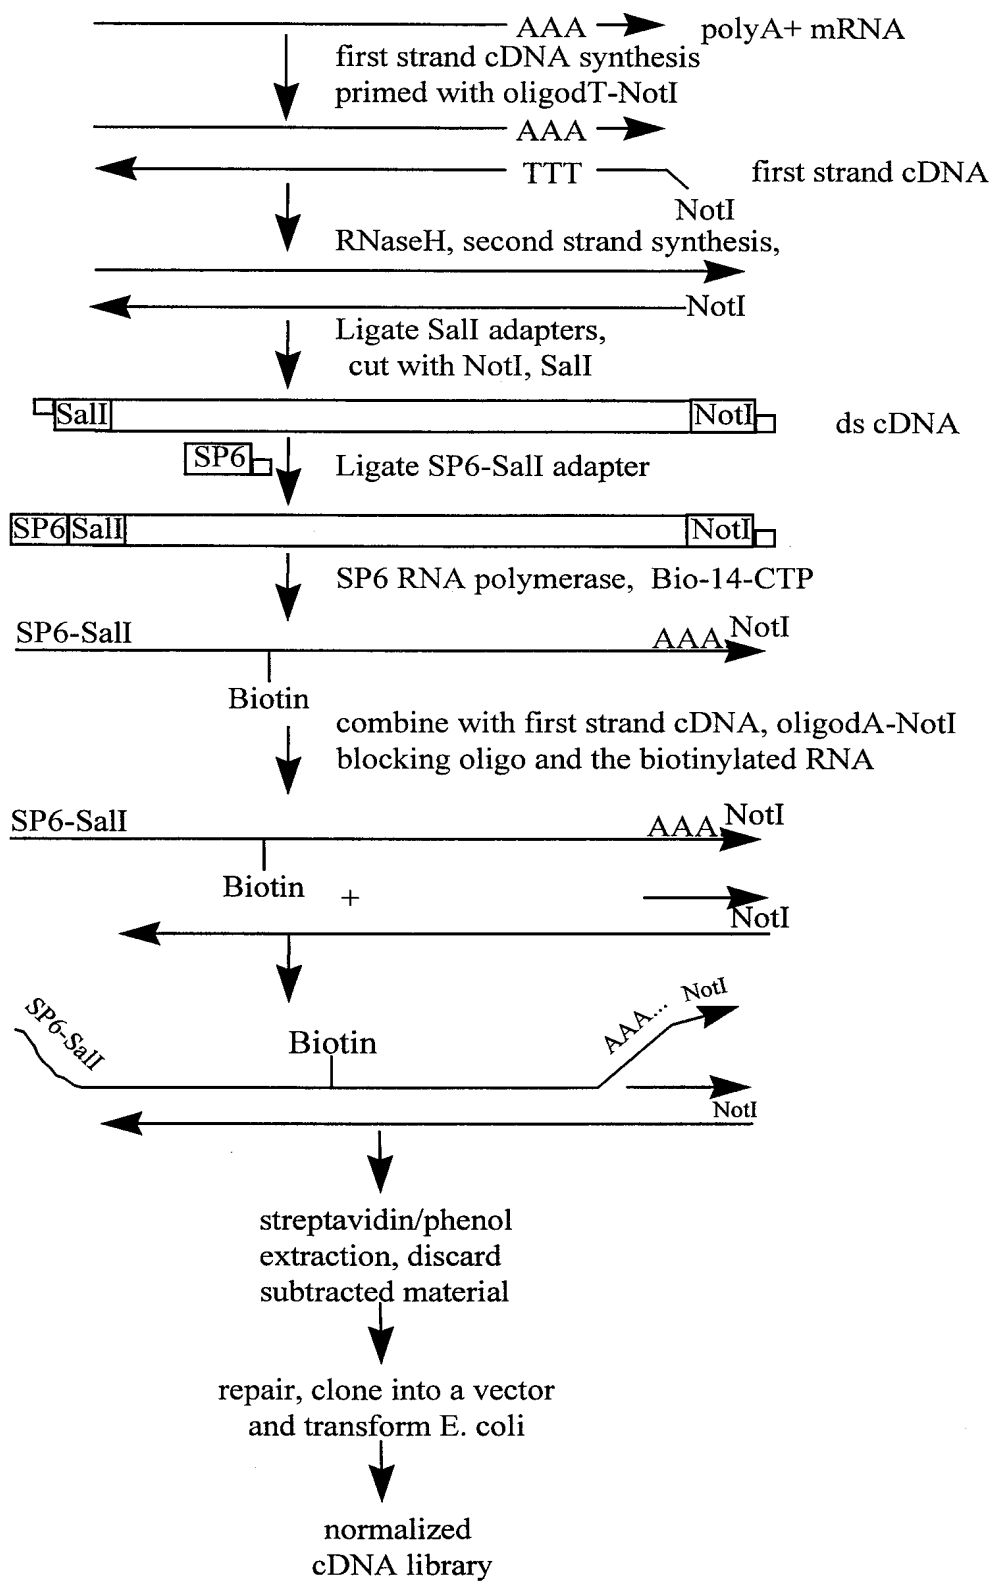 AAA polyA+ mRNA
first strand cDNA synthesis
primed with oligodT-NotI
AAA
TTT first strand cDNA
NotI
RNaseH, second strand synthesis,
NotI
Ligate SalI adapters,
cut with NotI, SalI
SalI NotI ds cDNA
SP6 Ligate SP6-SalI adapter
SP6 SalI NotI
SP6 RNA polymerase, Bio-14-CTP
SP6-SalI AAA NotI
Biotin
combine with first strand cDNA, oligodA-NotI
blocking oligo and the biotinylated RNA
SP6-SalI AAA NotI
Biotin +
NotI
SP6-SalI Biotin AAA... NotI
NotI
streptavidin/phenol
extraction, discard
subtracted material
repair, clone into a vector
and transform E. coli
normalized
cDNA library